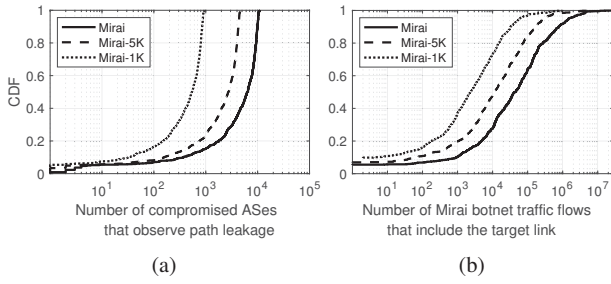 CDF
1
0.8
0.6
0.4
0.2
0
Mirai
Mirai-5K
Mirai-1K
10^1 10^2 10^3 10^4 10^5
Number of compromised ASes
that observe path leakage
(a)
1
0.8
0.6
0.4
0.2
0
Mirai
Mirai-5K
Mirai-1K
10^1 10^2 10^3 10^4 10^5 10^6 10^7
Number of Mirai botnet traffic flows
that include the target link
(b)